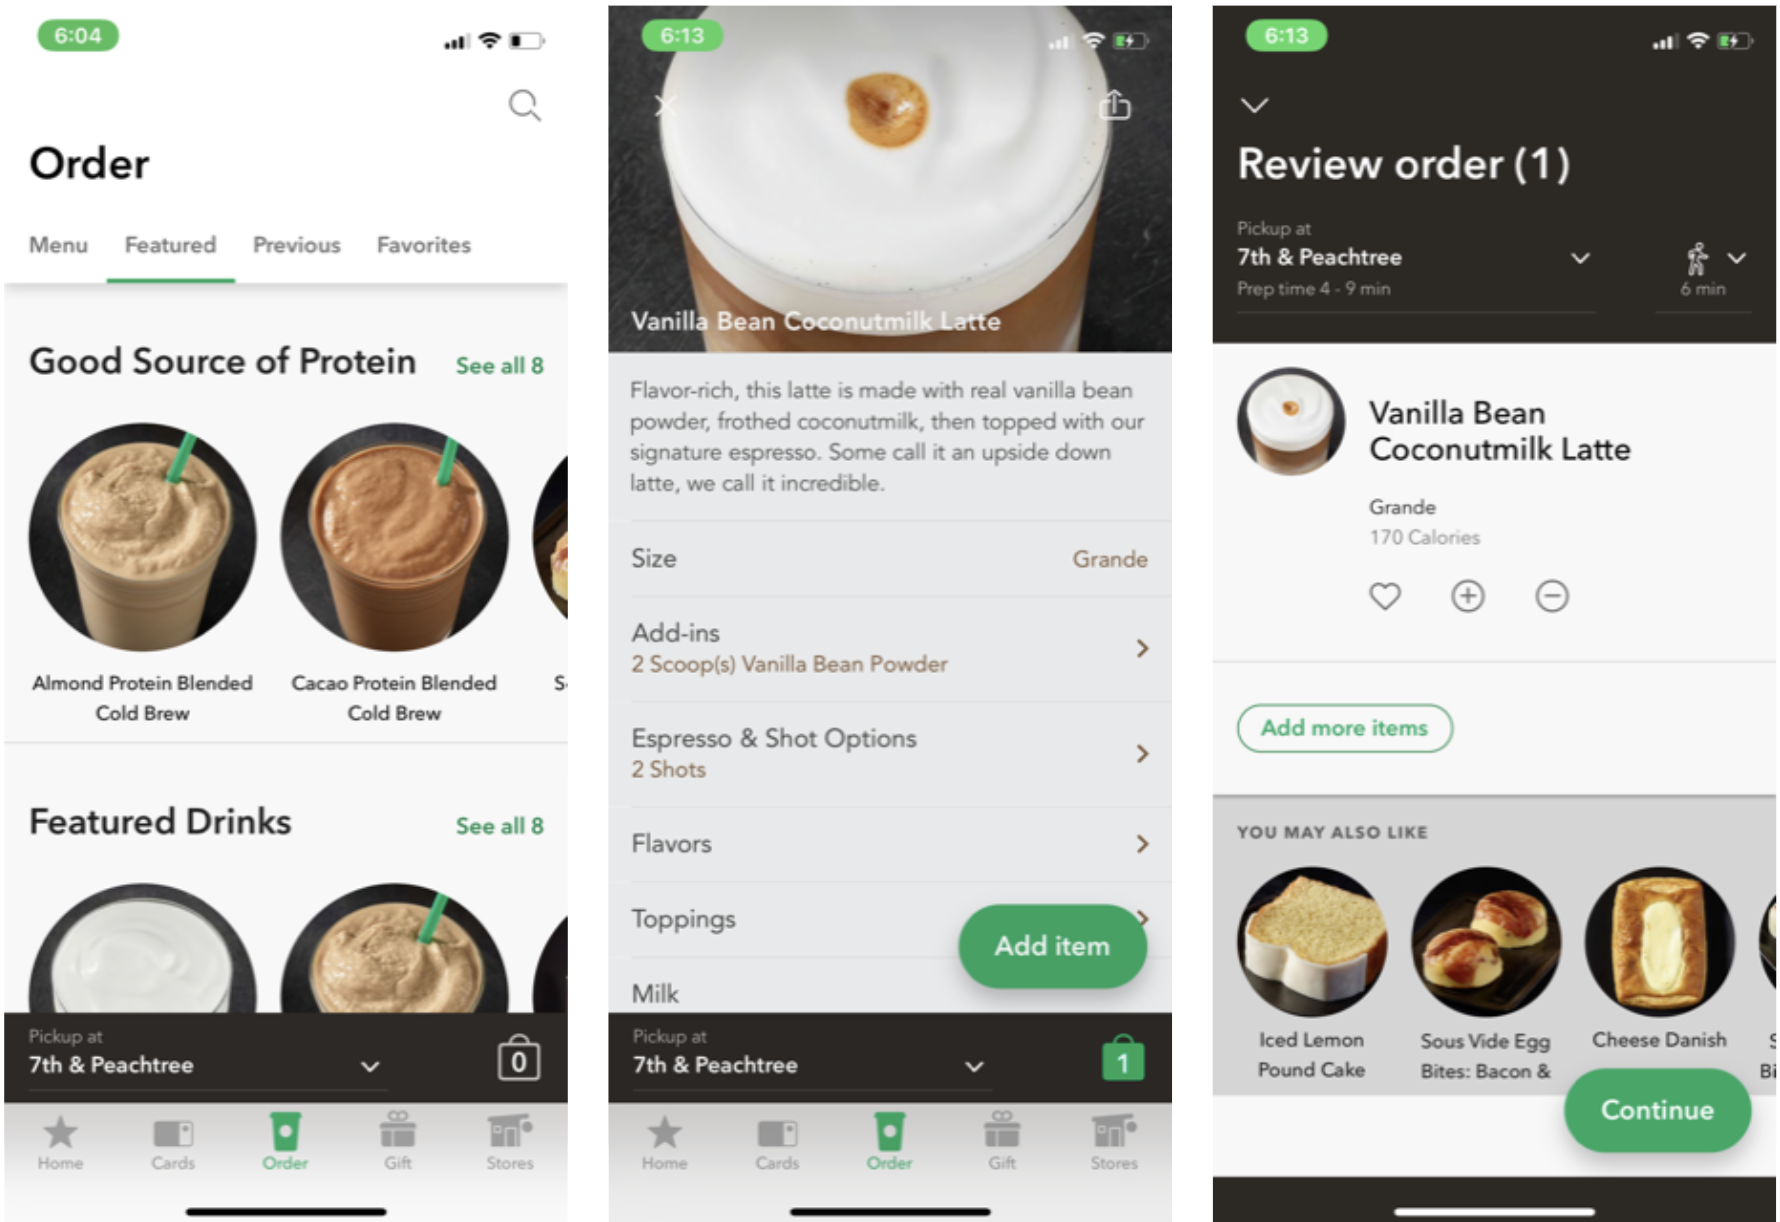 6:04
Order
Menu Featured Previous Favorites
Good Source of Protein See all 8
Almond Protein Blended
Cold Brew
Cacao Protein Blended
Cold Brew
Featured Drinks See all 8
Pickup at
7th & Peachtree
0
Home Cards Order Gift Stores
6:13
Vanilla Bean Coconutmilk Latte
Flavor-rich, this latte is made with real vanilla bean
powder, frothed coconutmilk, then topped with our
signature espresso. Some call it an upside down
latte, we call it incredible.
Size Grande
Add-ins
2 Scoop(s) Vanilla Bean Powder
Espresso & Shot Options
2 Shots
Flavors
Toppings
Add item
Milk
Pickup at
7th & Peachtree
1
Home Cards Order Gift Stores
6:13
Review order (1)
Pickup at
7th & Peachtree
Prep time 4 - 9 min
6 min
Vanilla Bean
Coconutmilk Latte
Grande
170 Calories
Add more items
YOU MAY ALSO LIKE
Iced Lemon
Pound Cake
Sous Vide Egg
Bites: Bacon &
Cheese Danish
Continue